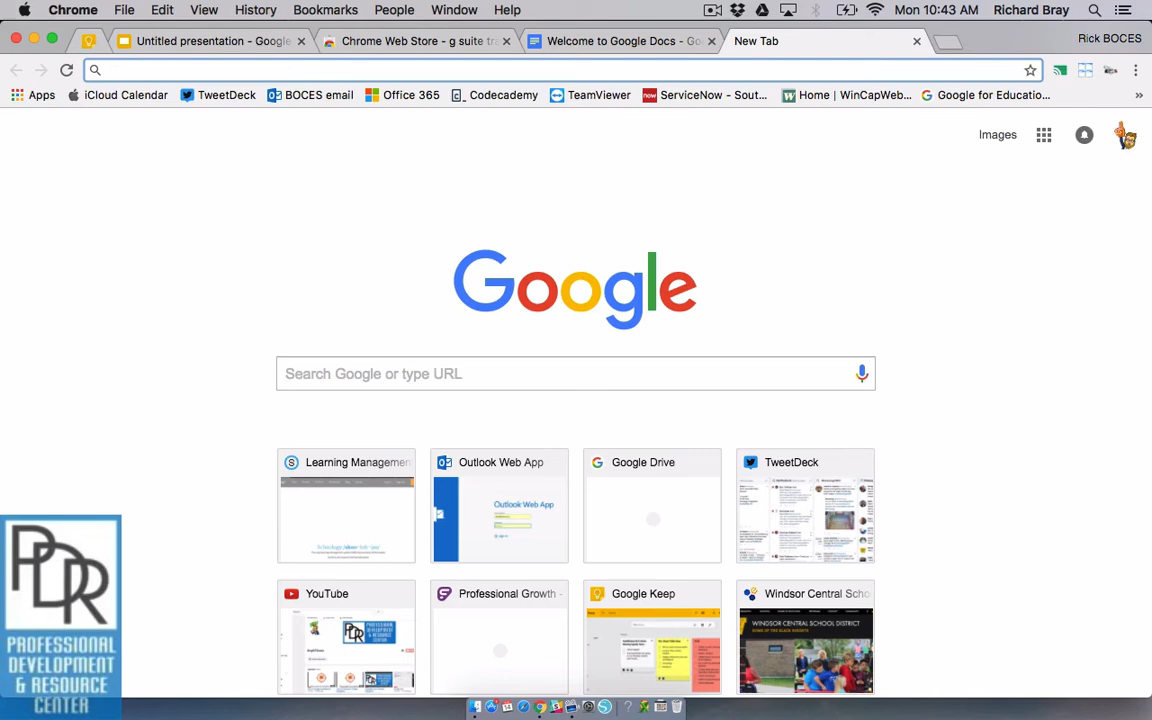 Chrome File Edit View History Bookmarks People Window Help Mon 10:43 AM Richard Bray
Untitled presentation - Google Chrome Web Store - g suite tra Welcome to Google Docs - Goo New Tab Rick BOCES
Apps iCloud Calendar TweetDeck BOCES email Office 365 Codecademy TeamViewer ServiceNow - Sout... Home | WinCapWeb... Google for Educatio... »
Images
Google
Search Google or type URL
Learning Management Outlook Web App Google Drive TweetDeck
Outlook Web App
YouTube Professional Growth - Google Keep Windsor Central Scho
PDR
WINDSOR CENTRAL SCHOOL DISTRICT
PDR
PROFESSIONAL
DEVELOPMENT
& RESOURCE
CENTER